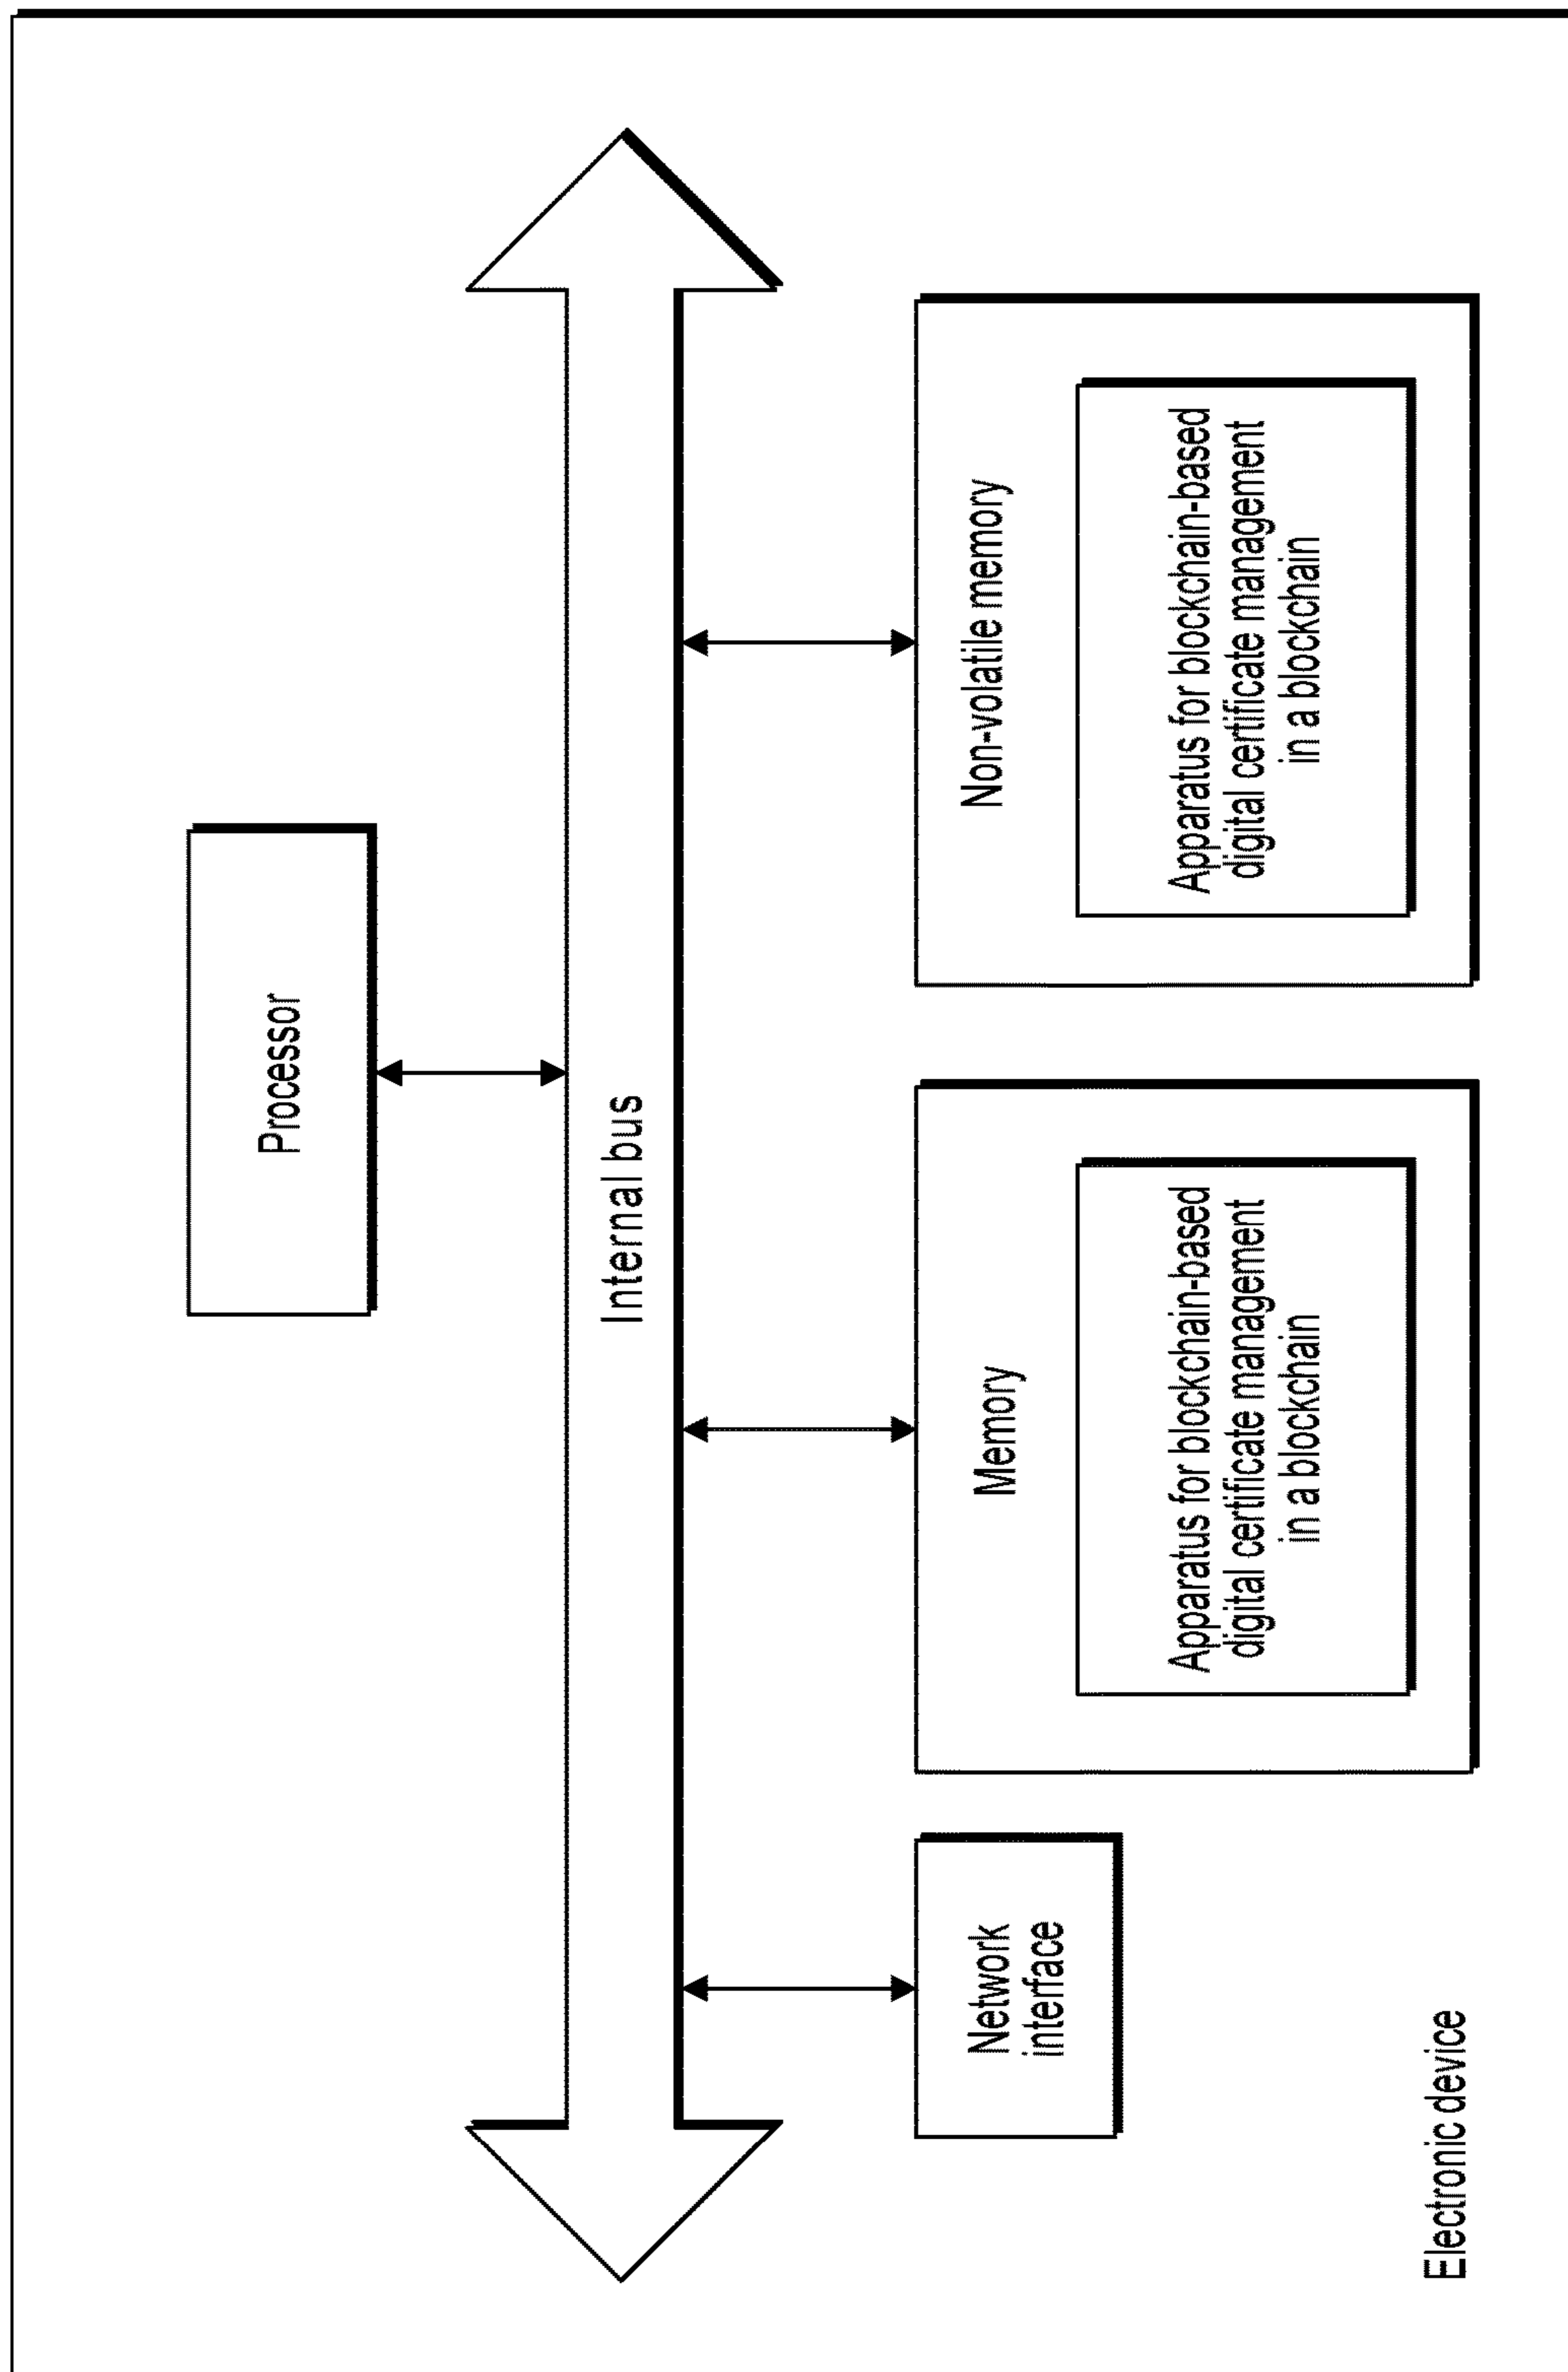 Processor
Internal bus
Network
interface
Memory
Apparatus for blockchain-based
digital certificate management
in a blockchain
Non-volatile memory
Apparatus for blockchain-based
digital certificate management
in a blockchain
Electronic device